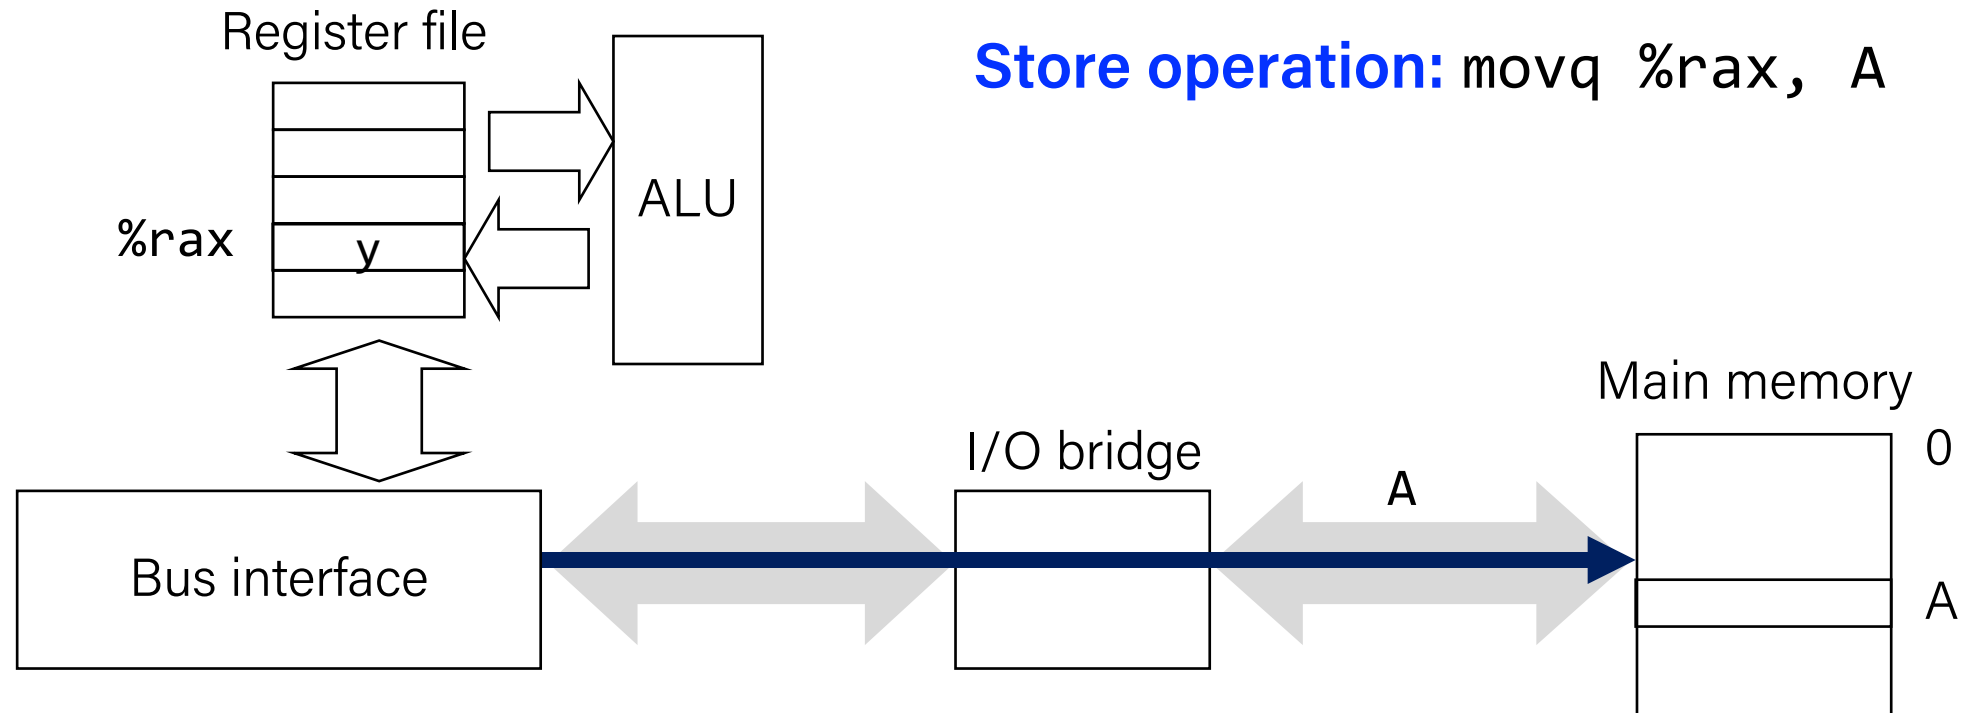 Register file
Store operation: movq %rax, A
ALU
%rax
y
Main memory
I/O bridge
0
A
Bus interface
A